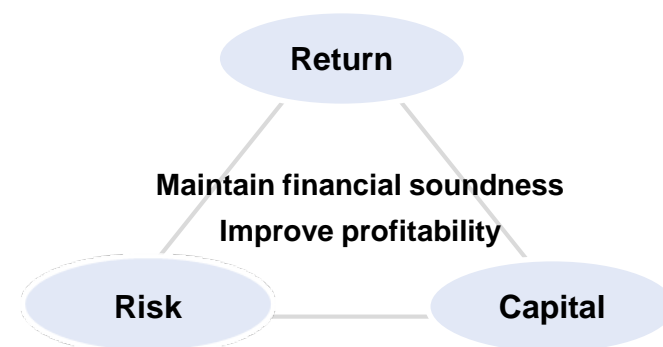 Return
Maintain financial soundness
Improve profitability
Risk
Capital